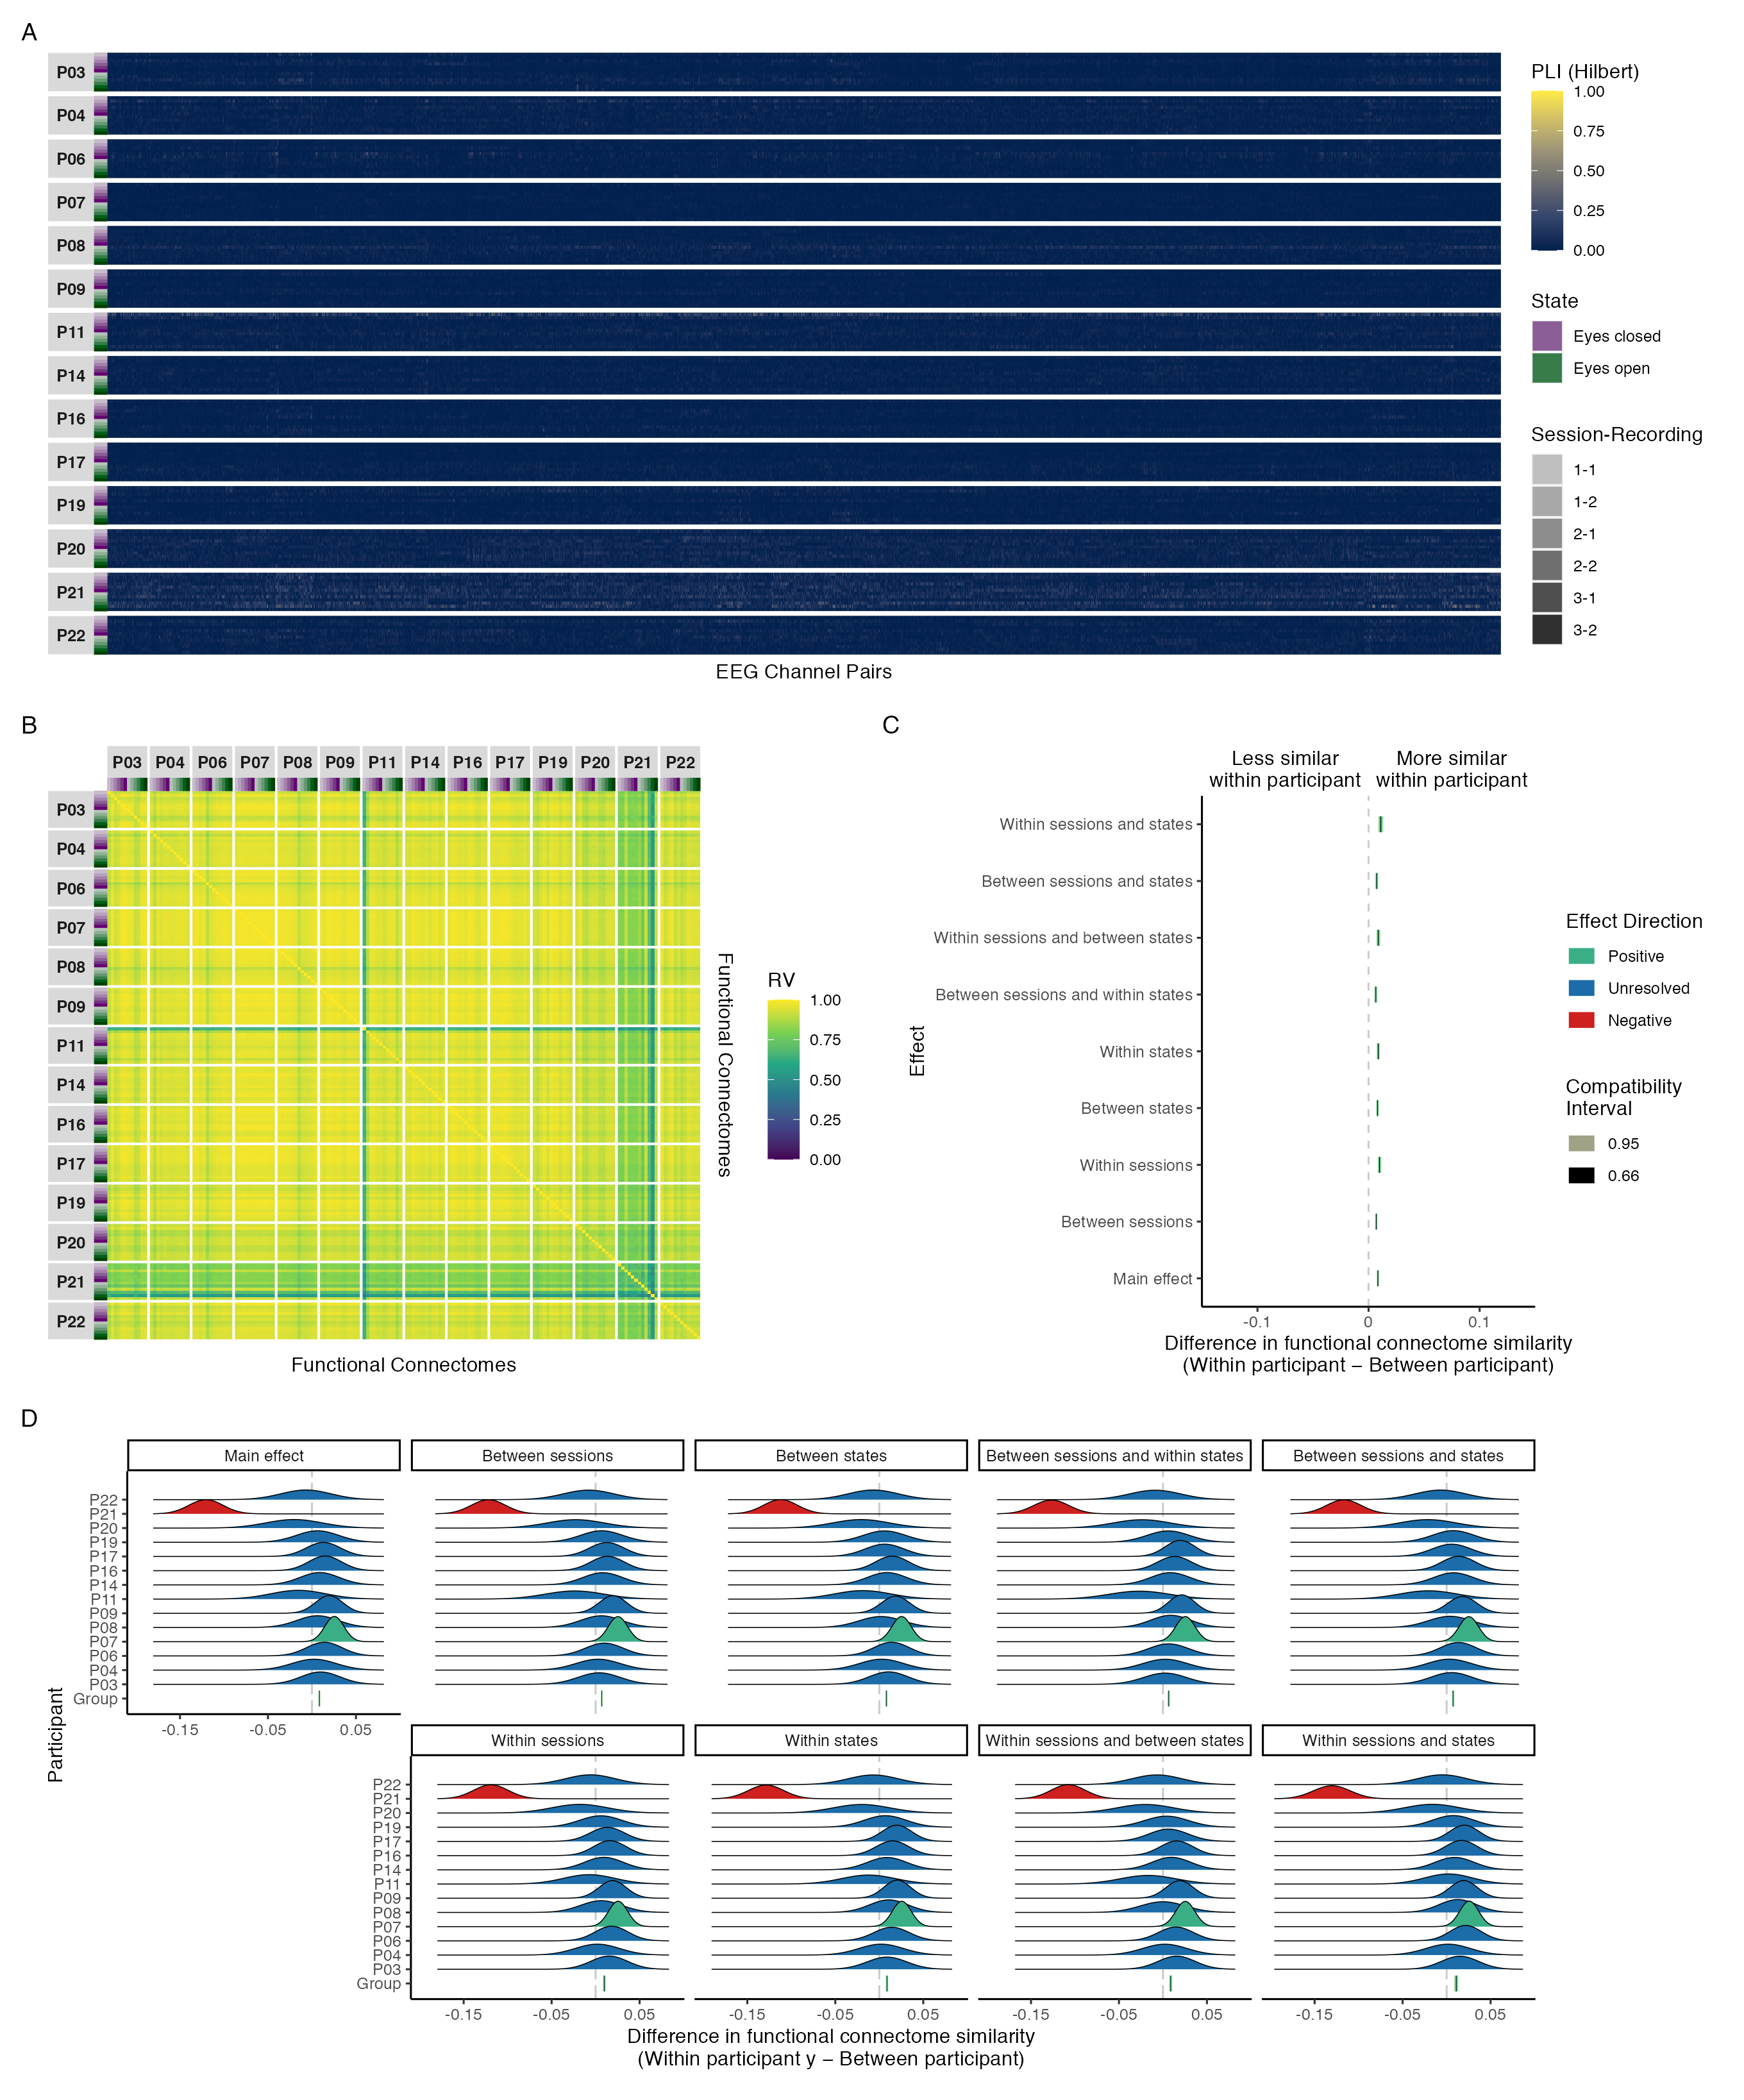 A
P03
P04
P06
P07
P08
P09
P11
P14
P16
P17
P19
P20
P21
P22
EEG Channel Pairs
PLI (Hilbert)
1.00
0.75
0.50
0.25
0.00
State
Eyes closed
Eyes open
Session-Recording
1-1
1-2
2-1
2-2
3-1
3-2
B
P03 P04 P06 P07 P08 P09 P11 P14 P16 P17 P19 P20 P21 P22
P03
P04
P06
P07
P08
P09
P11
P14
P16
P17
P19
P20
P21
P22
Functional Connectomes
Functional Connectomes
RV
1.00
0.75
0.50
0.25
0.00
C
Less similar
within participant
More similar
within participant
Effect
Within sessions and states
Between sessions and states
Within sessions and between states
Between sessions and within states
Within states
Between states
Within sessions
Between sessions
Main effect
-0.1 0 0.1
Difference in functional connectome similarity
(Within participant – Between participant)
Effect Direction
Positive
Unresolved
Negative
Compatibility
Interval
0.95
0.66
D
Main effect
Between sessions
Between states
Between sessions and within states
Between sessions and states
Participant
P22
P21
P20
P19
P17
P16
P14
P11
P09
P08
P07
P06
P04
P03
Group
-0.15 -0.05 0.05
Within sessions
Within states
Within sessions and between states
Within sessions and states
P22
P21
P20
P19
P17
P16
P14
P11
P09
P08
P07
P06
P04
P03
Group
-0.15 -0.05 0.05
-0.15 -0.05 0.05
-0.15 -0.05 0.05
-0.15 -0.05 0.05
Difference in functional connectome similarity
(Within participant y – Between participant)